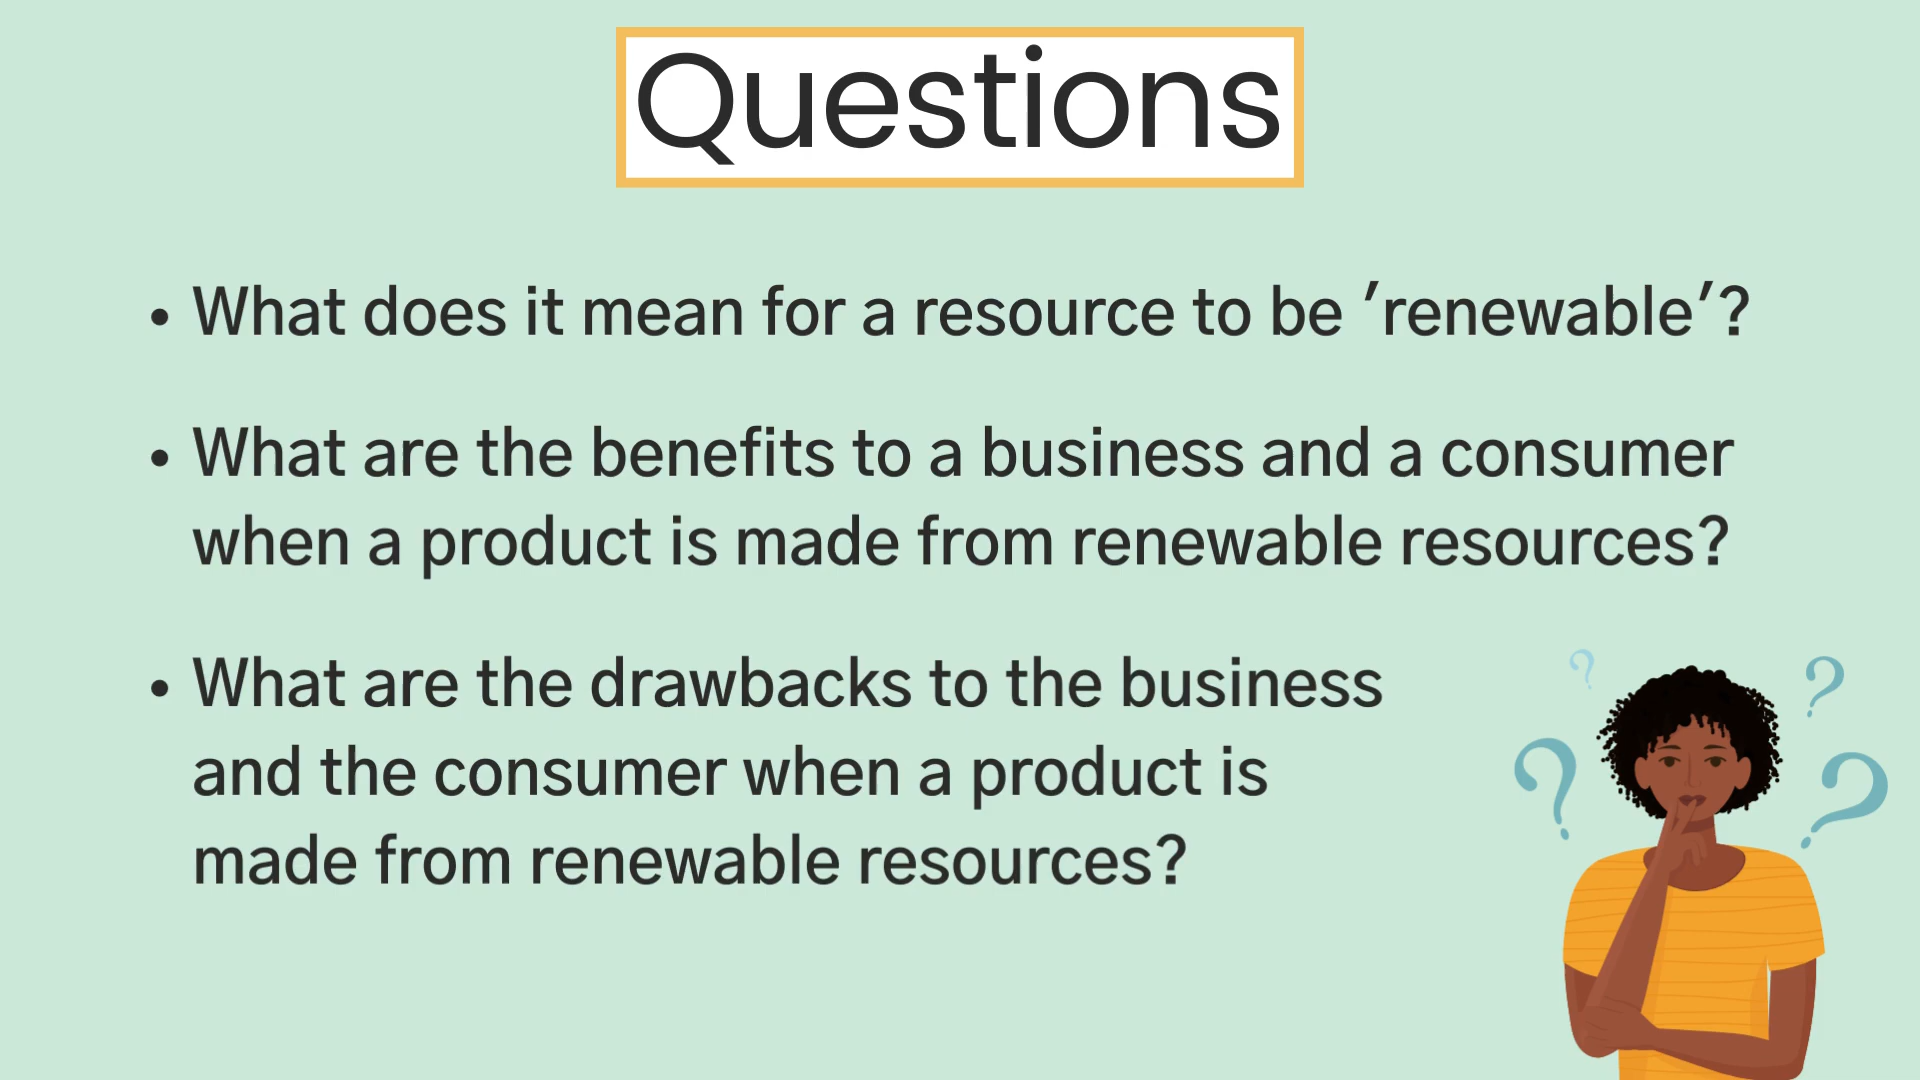 Questions
• What does it mean for a resource to be 'renewable'?
• What are the benefits to a business and a consumer
when a product is made from renewable resources?
• What are the drawbacks to the business
and the consumer when a product is
made from renewable resources?
? ? ? ?